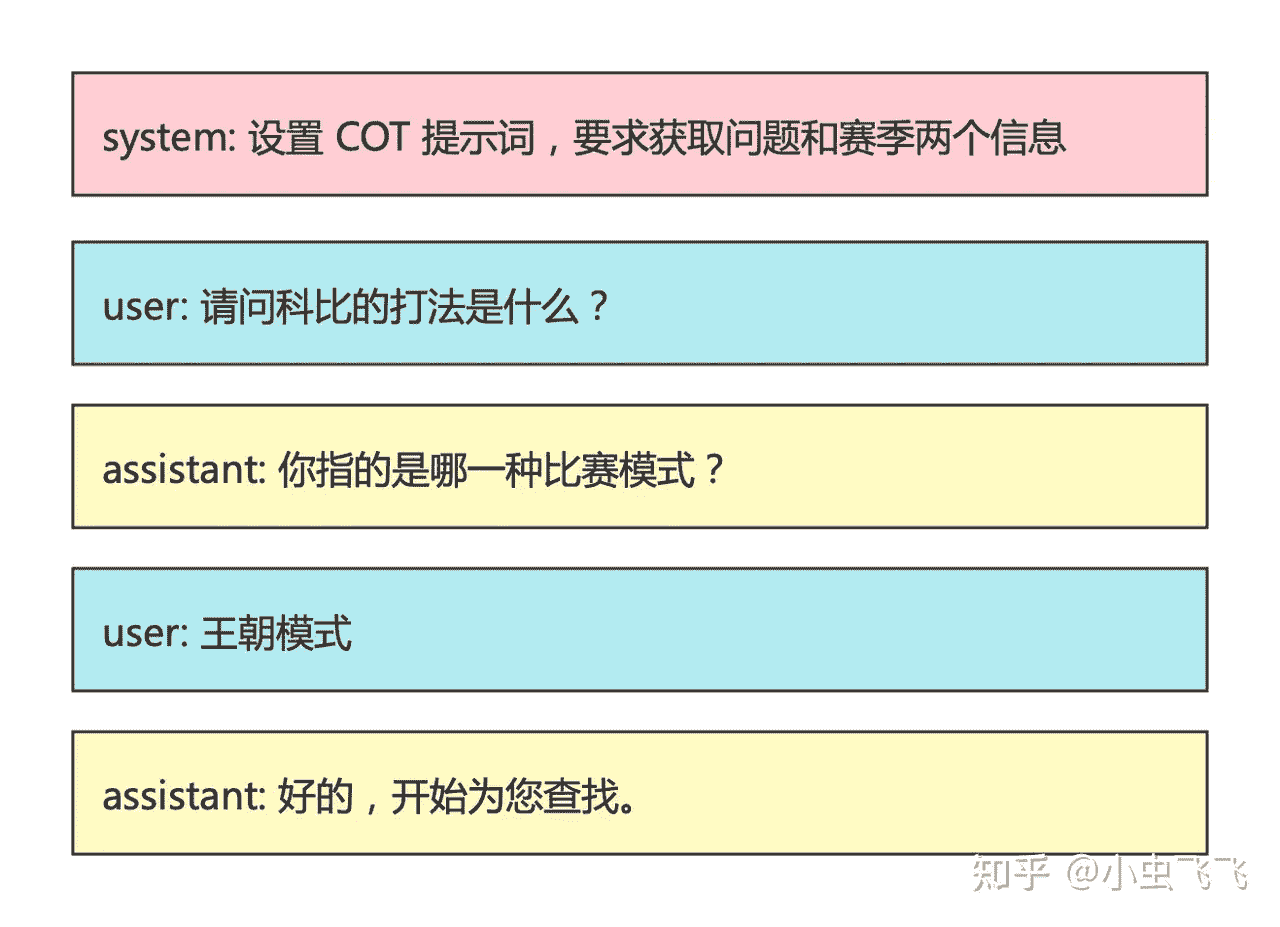 system: 设置 COT 提示词，要求获取问题和赛季两个信息
user: 请问科比的打法是什么？
assistant: 你指的是哪一种比赛模式？
user: 王朝模式
assistant: 好的，开始为您查找。
知乎 @小虫飞飞